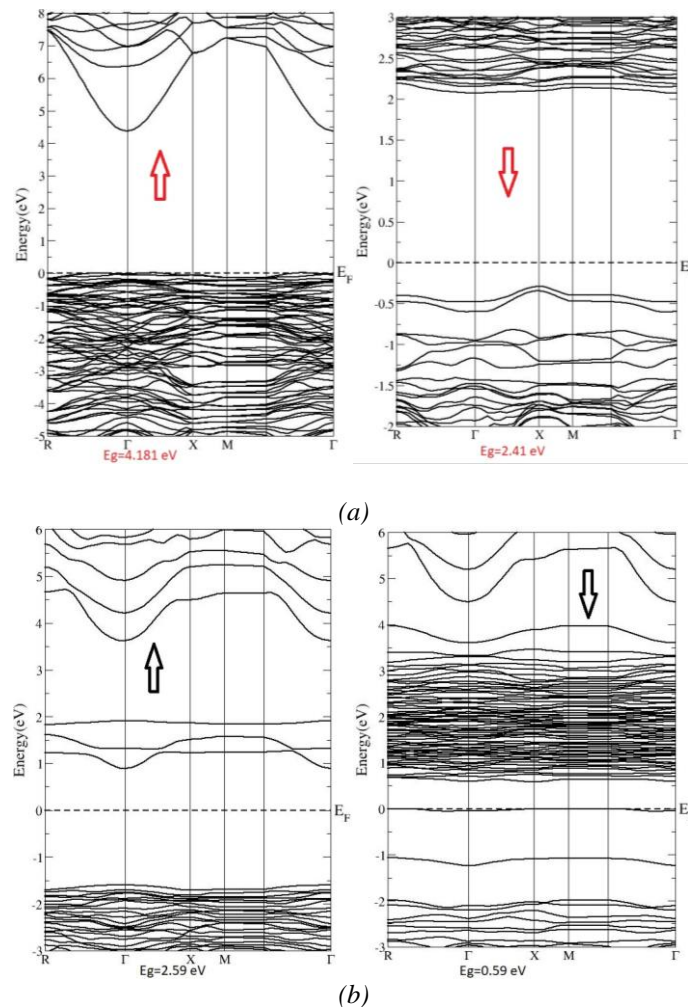 8
7
6
5
4
3
2
1
0
-1
-2
-3
-4
-5
Energy(eV)
E_F
R Γ X M Γ
Eg=4.181 eV
3
2.5
2
1.5
1
0.5
0
-0.5
-1
-1.5
-2
Energy(eV)
E
R Γ X M Γ
Eg=2.41 eV
(a)
6
5
4
3
2
1
0
-1
-2
-3
Energy(eV)
E_F
R Γ X M Γ
Eg=2.59 eV
6
5
4
3
2
1
0
-1
-2
-3
Energy(eV)
E
R Γ X M Γ
Eg=0.59 eV
(b)